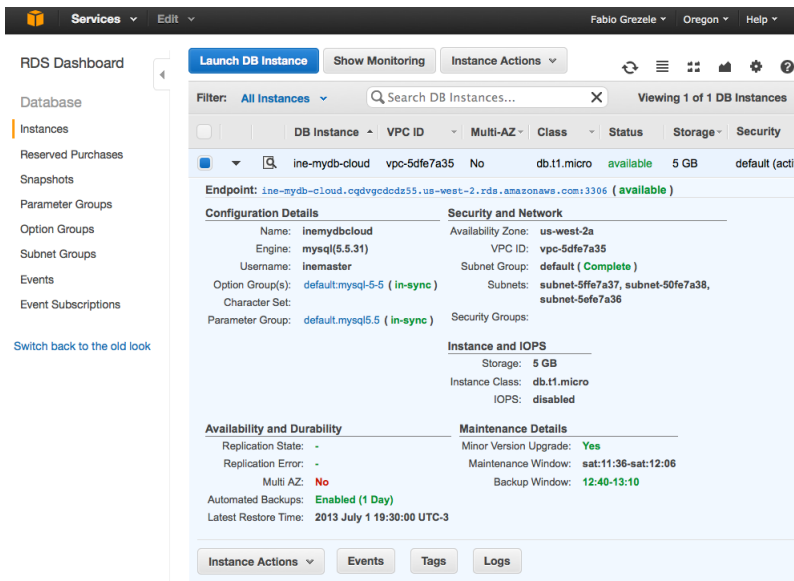 Services Edit Fabio Grezele Oregon Help
RDS Dashboard
Database
Instances
Reserved Purchases
Snapshots
Parameter Groups
Option Groups
Subnet Groups
Events
Event Subscriptions
Switch back to the old look
Launch DB Instance Show Monitoring Instance Actions
Filter: All Instances Search DB Instances... Viewing 1 of 1 DB Instances
DB Instance VPC ID Multi-AZ Class Status Storage Security
ine-mydb-cloud vpc-5dfe7a35 No db.t1.micro available 5 GB default (acti
Endpoint: ine-mydb-cloud.cqdvgcdcdz55.us-west-2.rds.amazonaws.com:3306 ( available )
Configuration Details
Name: inemydbcloud
Engine: mysql(5.5.31)
Username: inemaster
Option Group(s): default:mysql-5-5 ( in-sync )
Character Set:
Parameter Group: default.mysql5.5 ( in-sync )
Security and Network
Availability Zone: us-west-2a
VPC ID: vpc-5dfe7a35
Subnet Group: default ( Complete )
Subnets: subnet-5ffe7a37, subnet-50fe7a38,
subnet-5efe7a36
Security Groups:
Instance and IOPS
Storage: 5 GB
Instance Class: db.t1.micro
IOPS: disabled
Availability and Durability
Replication State: -
Replication Error: -
Multi AZ: No
Automated Backups: Enabled (1 Day)
Latest Restore Time: 2013 July 1 19:30:00 UTC-3
Maintenance Details
Minor Version Upgrade: Yes
Maintenance Window: sat:11:36-sat:12:06
Backup Window: 12:40-13:10
Instance Actions Events Tags Logs